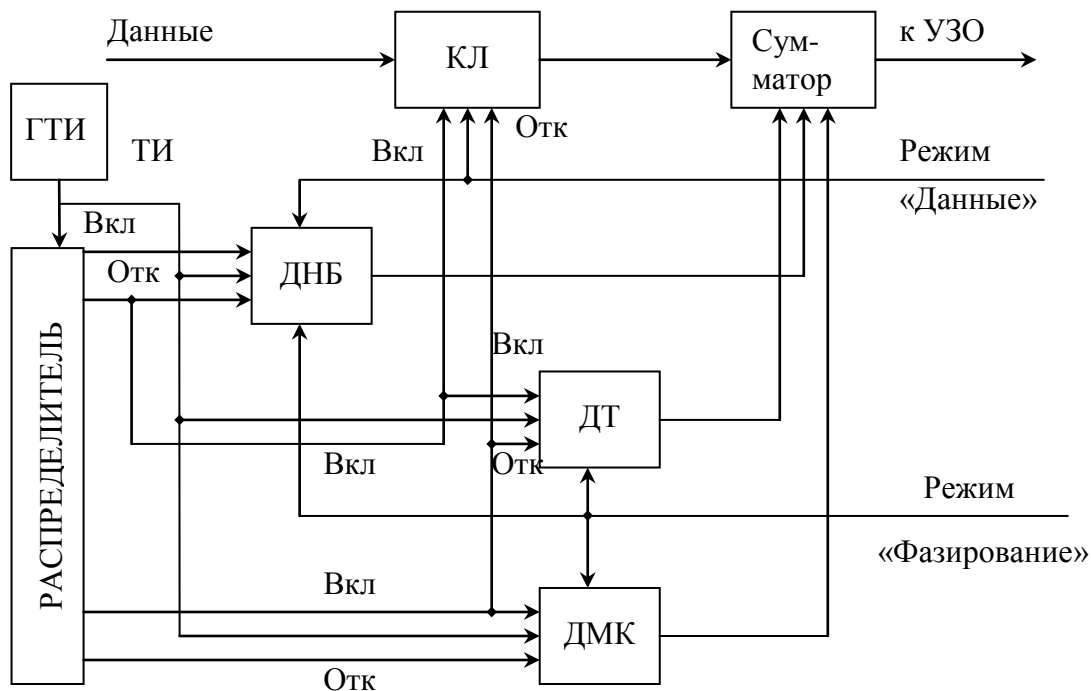 Данные
КЛ
Сум-
матор
к УЗО
ГТИ
ТИ
Вкл
Отк
Режим
«Данные»
Вкл
Отк
ДНБ
РАСПРЕДЕЛИТЕЛЬ
Вкл
ДТ
Вкл
Отк
Режим
«Фазирование»
Вкл
ДМК
Отк